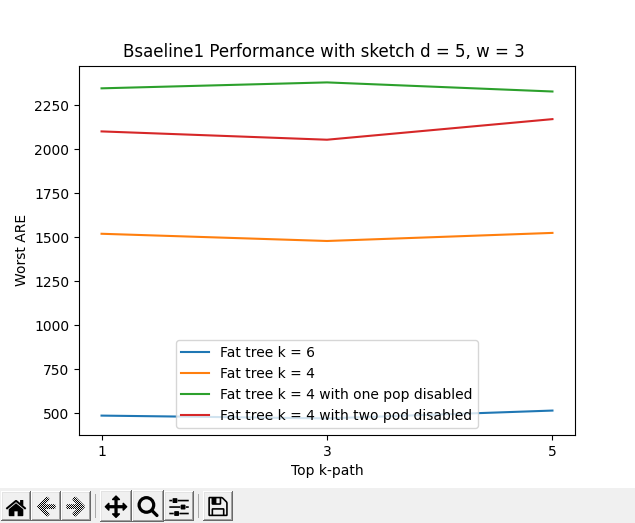 Bsaeline1 Performance with sketch d = 5, w = 3
2250
2000
1750
1500
1250
1000
750
500
Worst ARE
Fat tree k = 6
Fat tree k = 4
Fat tree k = 4 with one pop disabled
Fat tree k = 4 with two pod disabled
1 3 5
Top k-path